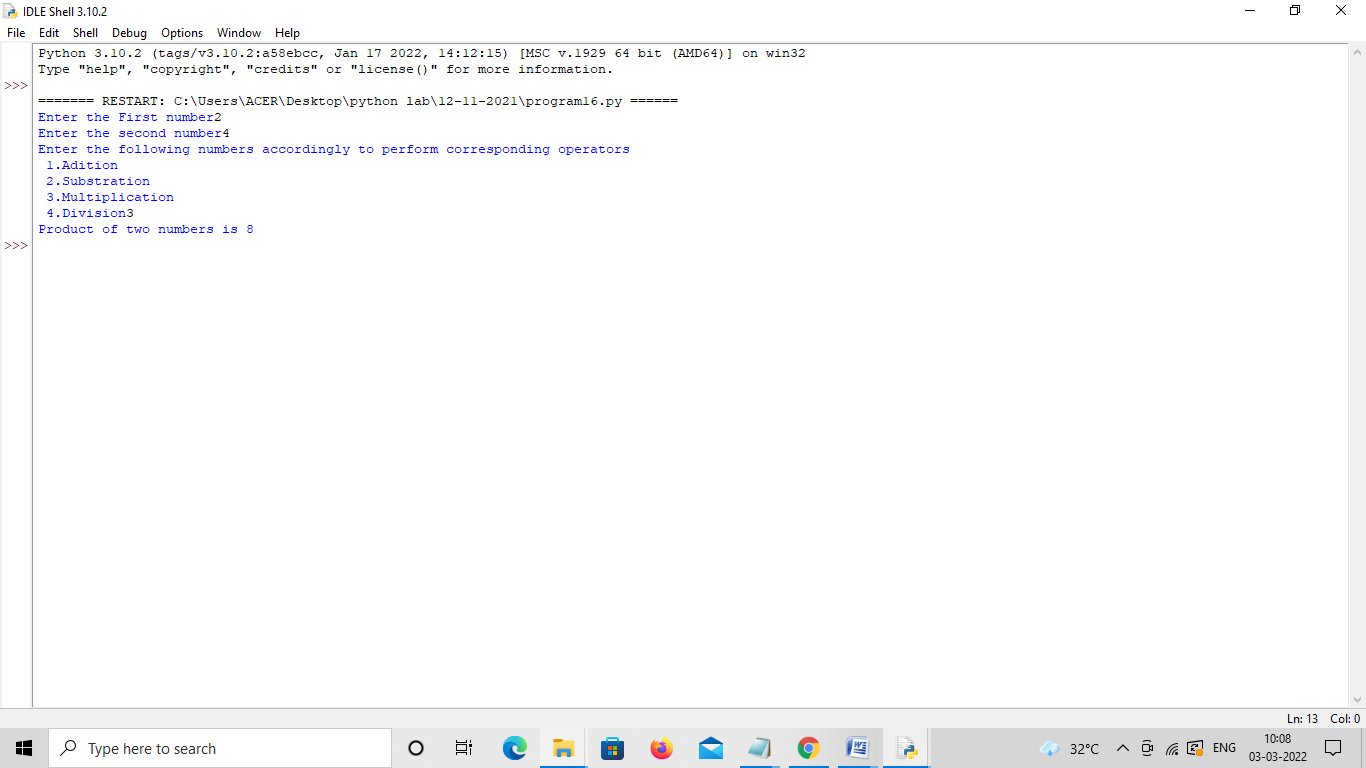 IDLE Shell 3.10.2
File Edit Shell Debug Options Window Help
Python 3.10.2 (tags/v3.10.2:a58ebcc, Jan 17 2022, 14:12:15) [MSC v.1929 64 bit (AMD64)] on win32
Type "help", "copyright", "credits" or "license()" for more information.
>>>
======= RESTART: C:\Users\ACER\Desktop\python lab\12-11-2021\program16.py ======
Enter the First number2
Enter the second number4
Enter the following numbers accordingly to perform corresponding operators
1.Adition
2.Substration
3.Multiplication
4.Division3
Product of two numbers is 8
>>>
Ln: 13 Col: 0
Type here to search
32°C
ENG
10:08
03-03-2022